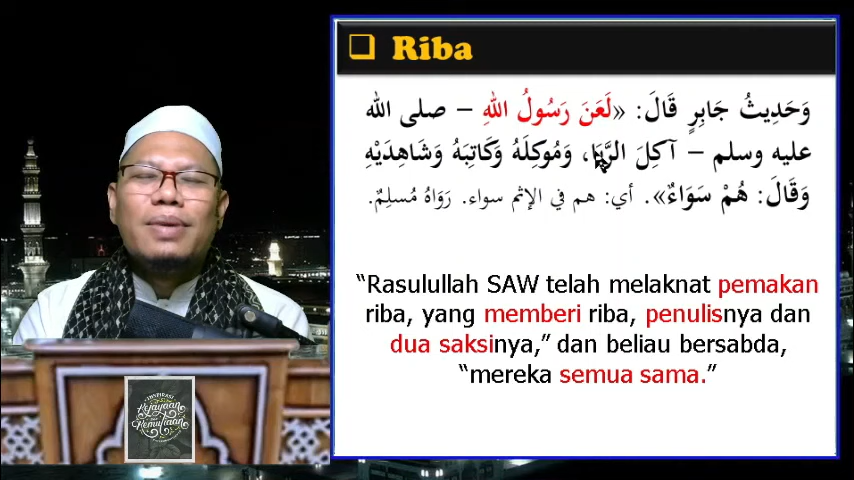 Riba
وَحَدِيثُ جَابِرٍ قَالَ: «لَعَنَ رَسُولُ اللهِ – صلى الله
عليه وسلم – آكِلَ الرِّبَا، وَمُوكِلَهُ وَكَاتِبَهُ وَشَاهِدَيْهِ
وَقَالَ: هُمْ سَوَاءٌ». أي: هم في الإثم سواء. رَوَاهُ مُسلِمٌ.
“Rasulullah SAW telah melaknat pemakan
riba, yang memberi riba, penulisnya dan
dua saksinya,” dan beliau bersabda,
“mereka semua sama.”
INSPIRASI
Kejayaan
Kemuliaan